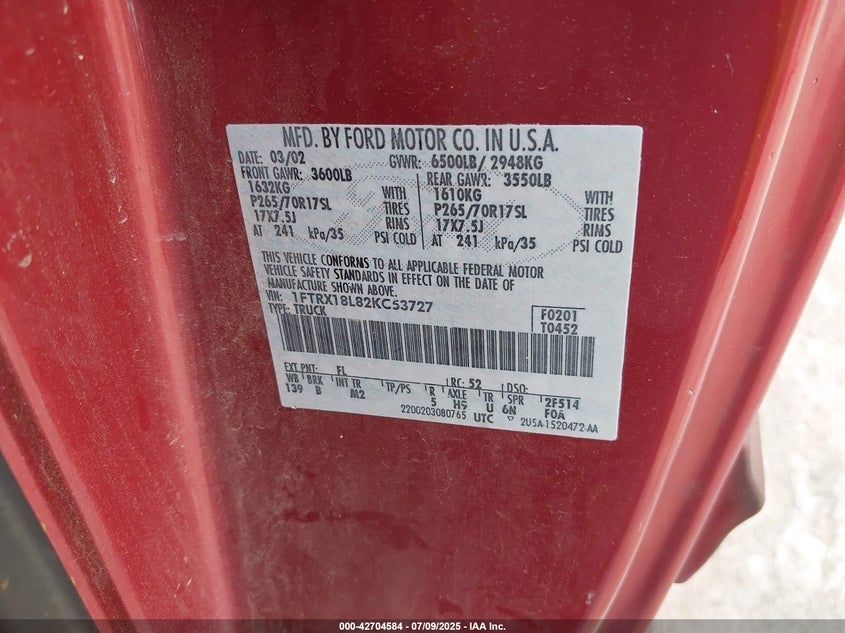 MFD. BY FORD MOTOR CO. IN U.S.A.
DATE: 03/02 GVWR: 6500LB/ 2948KG
FRONT GAWR: 3600LB REAR GAWR: 3550LB
1632KG WITH 1610KG WITH
P265/70R17SL TIRES P265/70R17SL TIRES
17X7.5J RIMS 17X7.5J RIMS
AT 241 kPa/35 PSI COLD AT 241 kPa/35 PSI COLD
THIS VEHICLE CONFORMS TO ALL APPLICABLE FEDERAL MOTOR
VEHICLE SAFETY STANDARDS IN EFFECT ON THE DATE OF
MANUFACTURE SHOWN ABOVE.
VIN: 1FTRX18L82KC53727 F0201
TYPE: TRUCK T0452
EXT PNT: FL RC: 52 DSO:
WB BRK INT TR TP/PS R AXLE TR SPR 2F514
139 B M2 5 H9 U 6N F0A
220G203080765 UTC ▽ 2U5A-1520472-AA
000-42704584 / 07/09/2025 - IAA Inc.